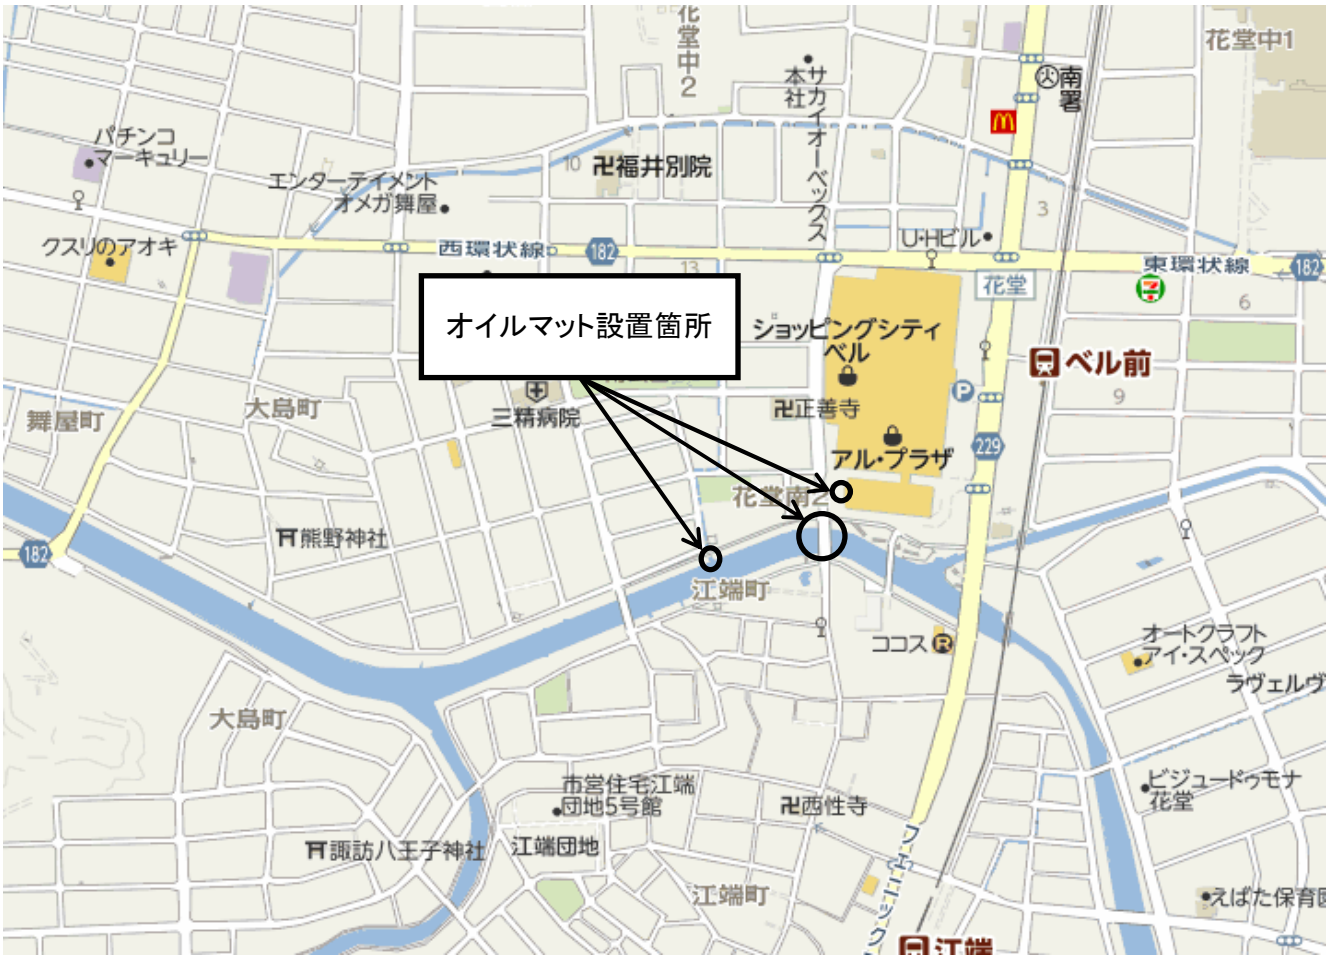 花堂中2
花堂中1
サカイオーベックス
本社
南署
火
パチンコ
マーキュリー
10
卍福井別院
エンターテイメント
オメガ舞屋
3
クスリのアオキ
西環状線
182
U・Hビル
東環状線
182
13
花堂
6
オイルマット設置箇所
ショッピングシティ
ベル
ベル前
P
9
舞屋町
大島町
三精病院
卍正善寺
229
アル・プラザ
花堂南2
182
熊野神社
江端町
ココス
R
オートクラフト
アイ・スペック
ラヴェルヴ
大島町
市営住宅江端
団地5号館
卍西性寺
ビジュードゥモナ
花堂
諏訪八王子神社
江端団地
フェニック
江端町
えばた保育園
江端